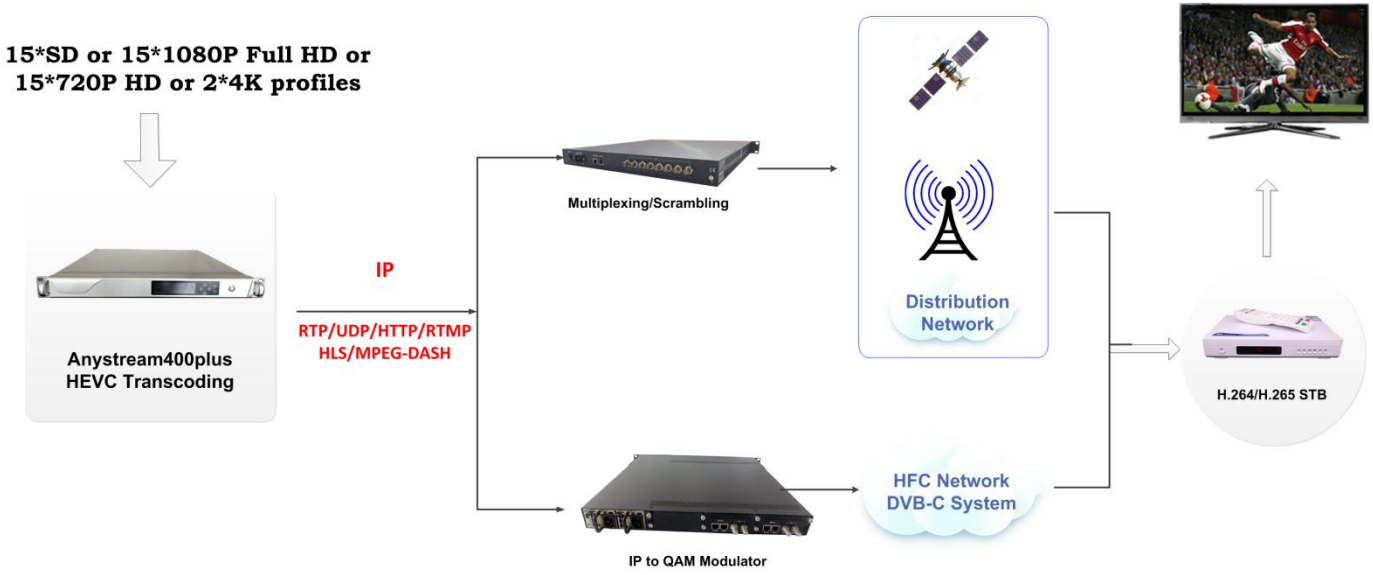 15*SD or 15*1080P Full HD or
15*720P HD or 2*4K profiles
Anystream400plus
HEVC Transcoding
IP
RTP/UDP/HTTP/RTMP
HLS/MPEG-DASH
Multiplexing/Scrambling
IP to QAM Modulator
Distribution
Network
HFC Network
DVB-C System
H.264/H.265 STB